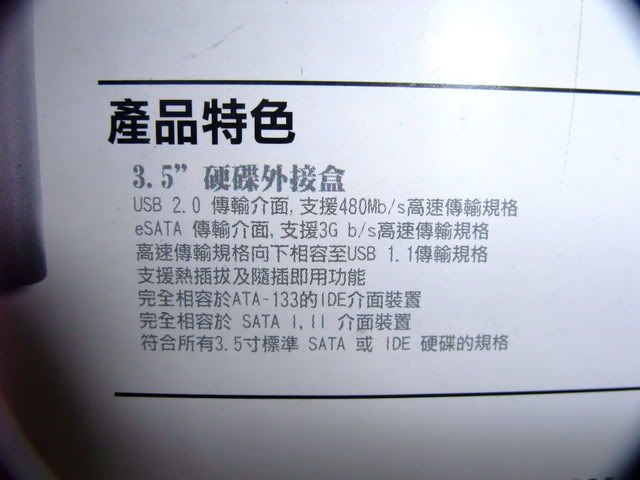 產品特色
3.5” 硬碟外接盒
USB 2.0 傳輸介面,支援480Mb/s高速傳輸規格
eSATA 傳輸介面,支援3G b/s高速傳輸規格
高速傳輸規格向下相容至USB 1.1傳輸規格
支援熱插拔及隨插即用功能
完全相容於ATA-133的IDE介面裝置
完全相容於 SATA I,II 介面裝置
符合所有3.5寸標準 SATA 或 IDE 硬碟的規格